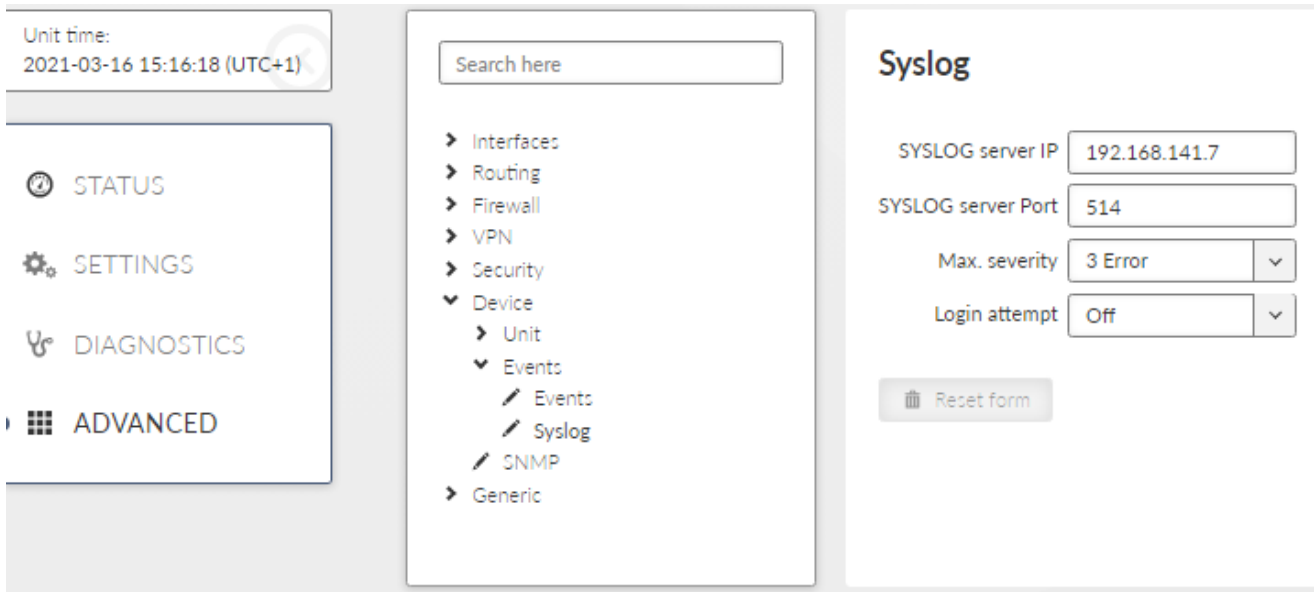 Unit time:
2021-03-16 15:16:18 (UTC+1)
STATUS
SETTINGS
DIAGNOSTICS
ADVANCED
Search here
Interfaces
Routing
Firewall
VPN
Security
Device
Unit
Events
Events
Syslog
SNMP
Generic
Syslog
SYSLOG server IP 192.168.141.7
SYSLOG server Port 514
Max. severity 3 Error
Login attempt Off
Reset form